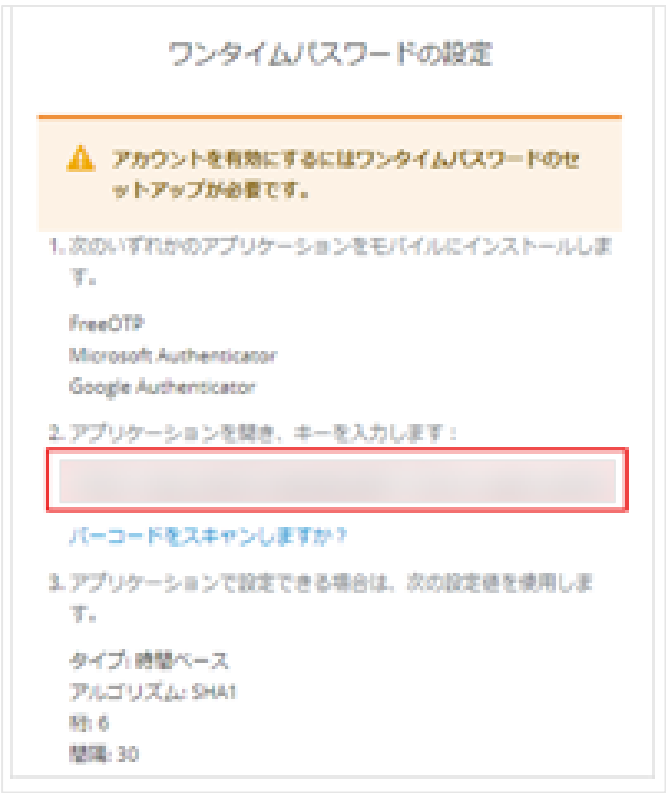 ワンタイムパスワードの設定
アカウントを有効にするにはワンタイムパスワードのセ
ットアップが必要です。
1. 次のいずれかのアプリケーションをモバイルにインストールしま
す。
FreeOTP
Microsoft Authenticator
Google Authenticator
2. アプリケーションを開き、キーを入力します：
バーコードをスキャンしますか？
3. アプリケーションで設定できる場合は、次の設定値を使用しま
す。
タイプ: 時間ベース
アルゴリズム: SHA1
桁: 6
間隔: 30